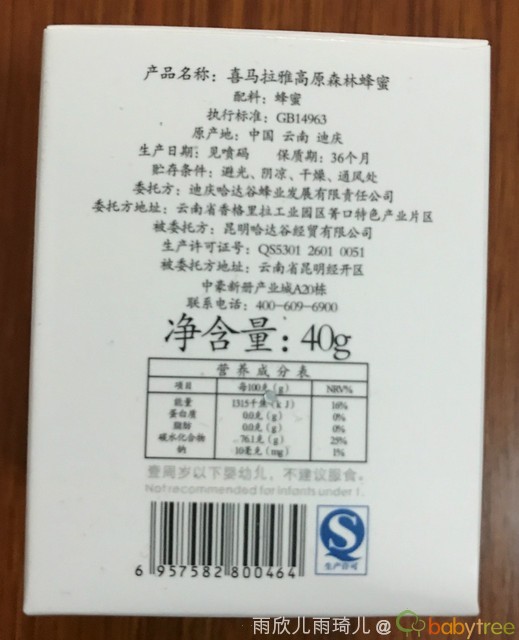 产品名称：喜马拉雅高原森林蜂蜜
配料：蜂蜜
执行标准：GB14963
原产地：中国 云南 迪庆
生产日期：见喷码 保质期：36个月
贮存条件：避光、阴凉、干燥、通风处
委托方：迪庆哈达谷蜂业发展有限责任公司
委托方地址：云南省香格里拉工业园区箐口特色产业片区
被委托方：昆明哈达谷经贸有限公司
生产许可证号：QS5301 2601 0051
被委托方地址：云南省昆明经开区
中豪新册产业城A20栋
联系电话：400-609-6900
净含量：40g
营养成分表
项目 每100克（g） NRV%
能量 1315千焦（kJ） 16%
蛋白质 0.0克（g） 0%
脂肪 0.0克（g） 0%
碳水化合物 76.1克（g） 25%
钠 10毫克（mg） 1%
壹周岁以下婴幼儿，不建议服食。
Not recommended for infants under 1.
6 957582 800464
生产许可
雨欣儿雨琦儿@babytree